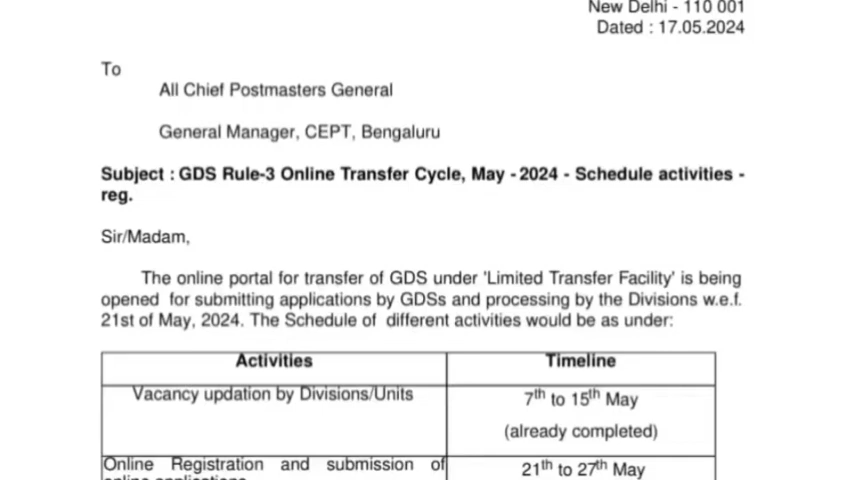 New Delhi - 110 001
Dated : 17.05.2024
To
All Chief Postmasters General
General Manager, CEPT, Bengaluru
Subject : GDS Rule-3 Online Transfer Cycle, May - 2024 - Schedule activities -
reg.
Sir/Madam,
The online portal for transfer of GDS under 'Limited Transfer Facility' is being
opened for submitting applications by GDSs and processing by the Divisions w.e.f.
21st of May, 2024. The Schedule of different activities would be as under:
Activities Timeline
Vacancy updation by Divisions/Units 7th to 15th May
(already completed)
Online Registration and submission of 21th to 27th May